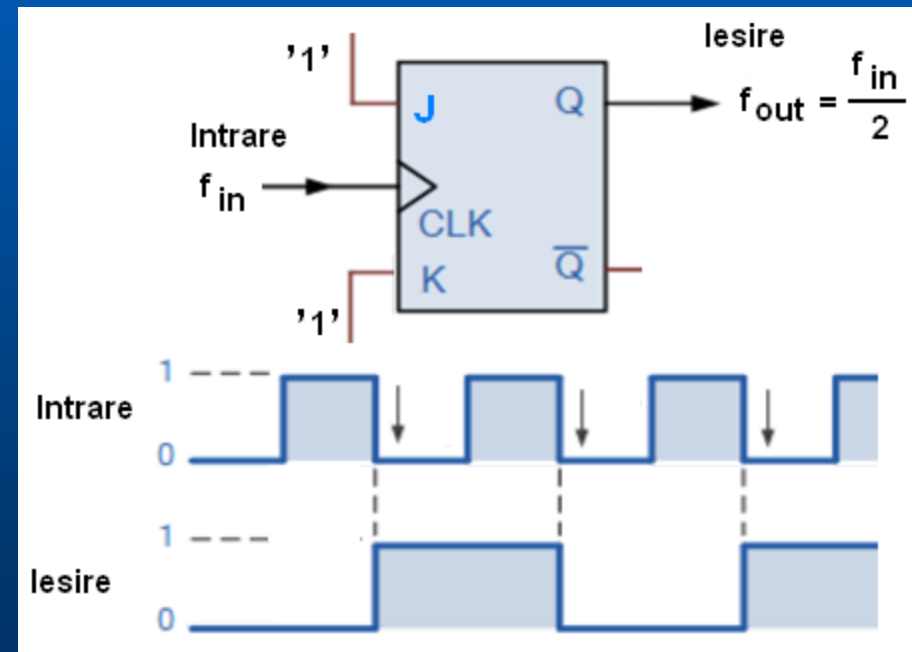 Iesire
'1'
J
Q
f out = f in / 2
Intrare
f in
CLK
K
Q̅
'1'
1
Intrare
0
1
Iesire
0